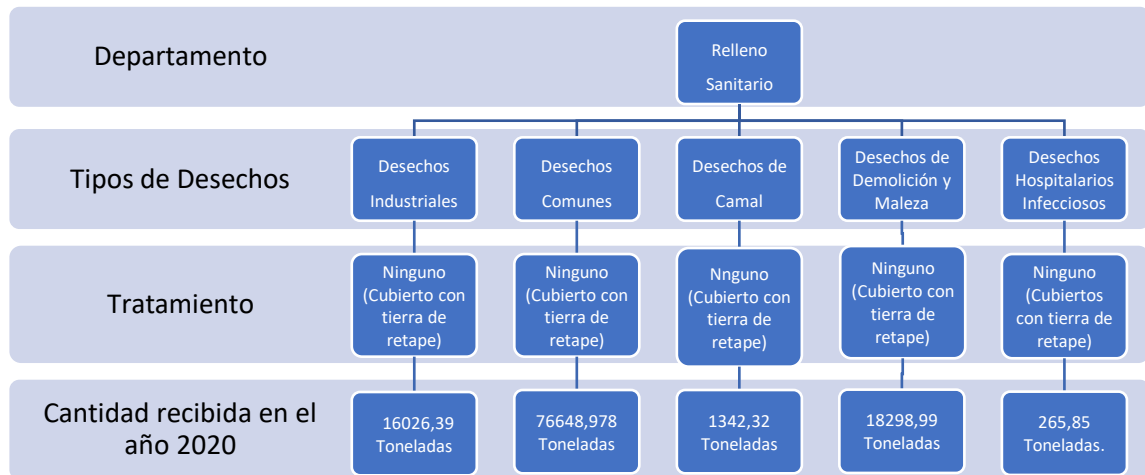 Departamento
Relleno
Sanitario
Tipos de Desechos
Desechos
Industriales
Desechos
Comunes
Desechos de
Camal
Desechos de
Demolición y
Maleza
Desechos
Hospitalarios
Infecciosos
Tratamiento
Ninguno
(Cubierto con
tierra de
retape)
Ninguno
(Cubierto con
tierra de
retape)
Nnguno
(Cubierto con
tierra de
retape)
Ninguno
(Cubierto con
tierra de
retape)
Ninguno
(Cubiertos
con tierra de
retape)
Cantidad recibida en el
año 2020
16026,39
Toneladas
76648,978
Toneladas
1342,32
Toneladas
18298,99
Toneladas
265,85
Toneladas.